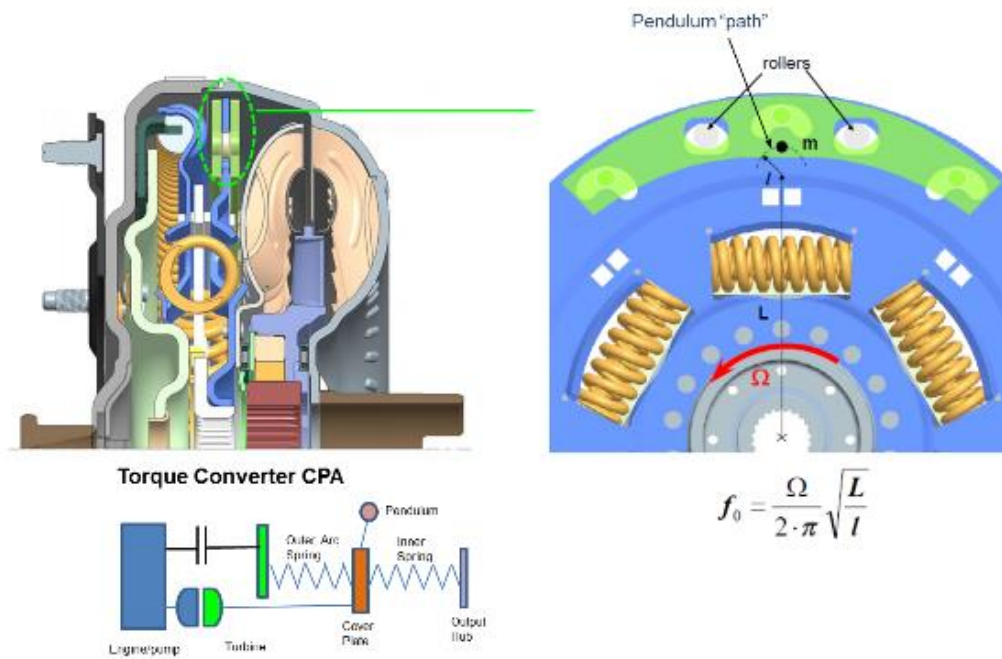 Pendulum "path"
rollers
m
l
L
Ω
Torque Converter CPA
f₀ = Ω / 2·π √L / l
Pendulum
Outer Arc
Spring
Inner
Spring
Engine/pump
Turbine
Cover
Plate
Output
Hub